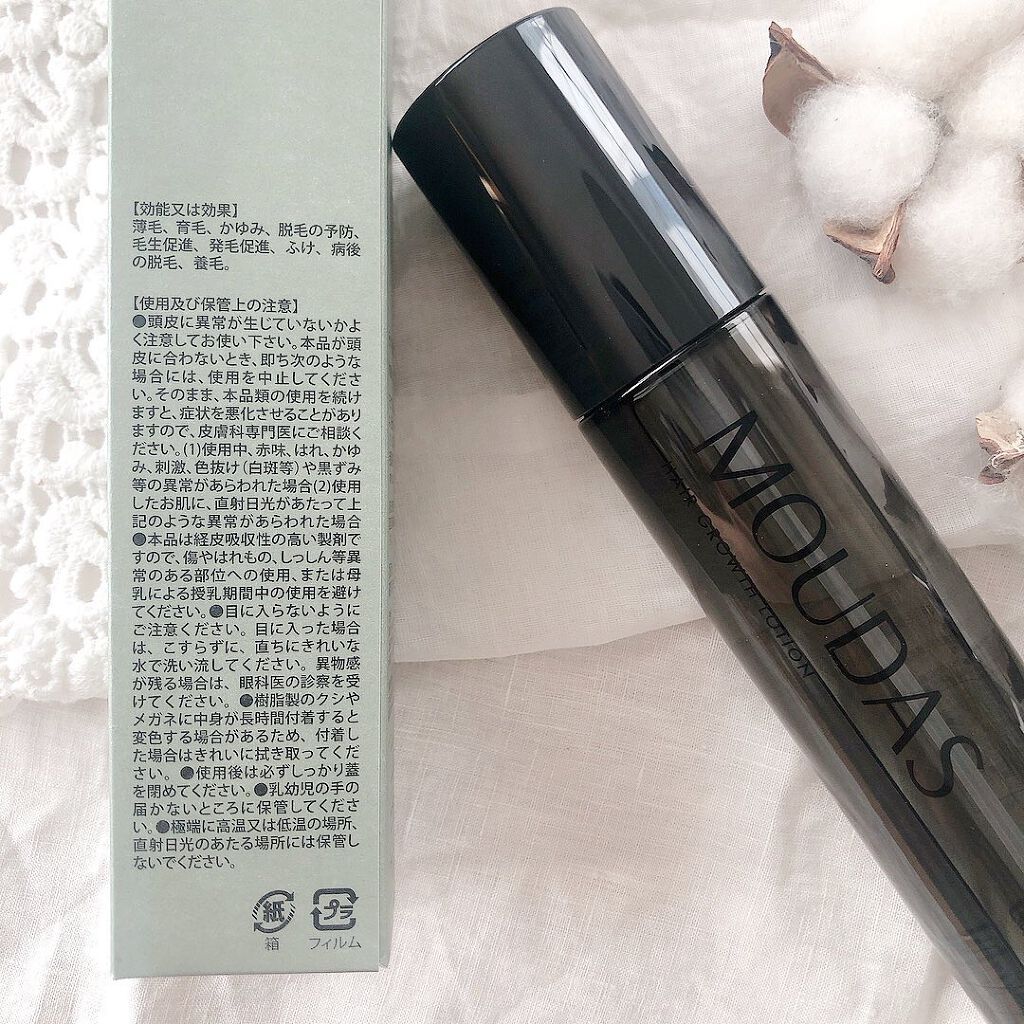 【効能又は効果】
薄毛、育毛、かゆみ、脱毛の予防、
毛生促進、発毛促進、ふけ、病後
の脱毛、養毛。
【使用及び保管上の注意】
●頭皮に異常が生じていないかよ
く注意してお使い下さい。本品が頭
皮に合わないとき、即ち次のような
場合には、使用を中止してくださ
い。そのまま、本品類の使用を続け
ますと、症状を悪化させることがあり
ますので、皮膚科専門医にご相談く
ださい。(1)使用中、赤味、はれ、かゆ
み、刺激、色抜け(白斑等)や黒ずみ
等の異常があらわれた場合(2)使用
したお肌に、直射日光があたって上
記のような異常があらわれた場合
●本品は経皮吸収性の高い製剤で
すので、傷やはれもの、しっしん等異
常のある部位への使用、または母
乳による授乳期間中の使用を避け
てください。●目に入らないように
ご注意ください。目に入った場合
は、こすらずに、直ちにきれいな
水で洗い流してください。異物感
が残る場合は、眼科医の診察を受
けてください。●樹脂製のクシや
メガネに中身が長時間付着すると
変色する場合があるため、付着し
た場合はきれいに拭き取ってくだ
さい。●使用後は必ずしっかり蓋
を閉めてください。●乳幼児の手の
届かないところに保管してくださ
い。●極端に高温又は低温の場所、
直射日光のあたる場所には保管し
ないでください。
紙
プラ
箱
フィルム
MOUDAS
HAIR GROWTH LOTION